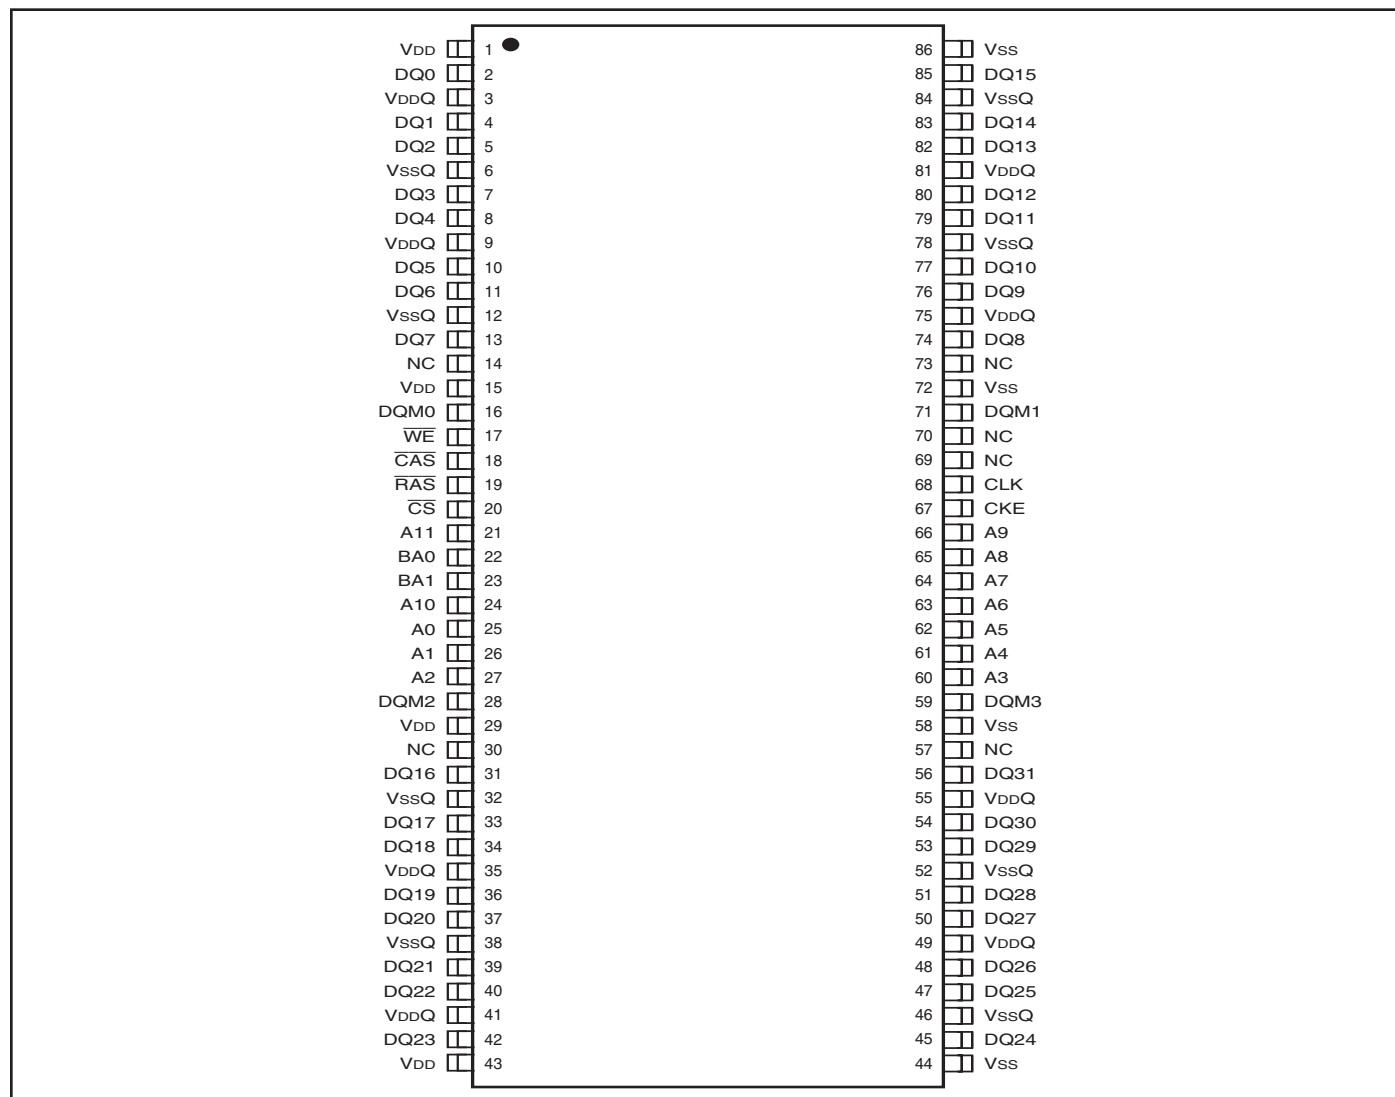 VDD 1 86 VSS
DQ0 2 85 DQ15
VDDQ 3 84 VSSQ
DQ1 4 83 DQ14
DQ2 5 82 DQ13
VSSQ 6 81 VDDQ
DQ3 7 80 DQ12
DQ4 8 79 DQ11
VDDQ 9 78 VSSQ
DQ5 10 77 DQ10
DQ6 11 76 DQ9
VSSQ 12 75 VDDQ
DQ7 13 74 DQ8
NC 14 73 NC
VDD 15 72 VSS
DQM0 16 71 DQM1
W̅E̅ 17 70 NC
C̅A̅S̅ 18 69 NC
R̅A̅S̅ 19 68 CLK
C̅S̅ 20 67 CKE
A11 21 66 A9
BA0 22 65 A8
BA1 23 64 A7
A10 24 63 A6
A0 25 62 A5
A1 26 61 A4
A2 27 60 A3
DQM2 28 59 DQM3
VDD 29 58 VSS
NC 30 57 NC
DQ16 31 56 DQ31
VSSQ 32 55 VDDQ
DQ17 33 54 DQ30
DQ18 34 53 DQ29
VDDQ 35 52 VSSQ
DQ19 36 51 DQ28
DQ20 37 50 DQ27
VSSQ 38 49 VDDQ
DQ21 39 48 DQ26
DQ22 40 47 DQ25
VDDQ 41 46 VSSQ
DQ23 42 45 DQ24
VDD 43 44 VSS